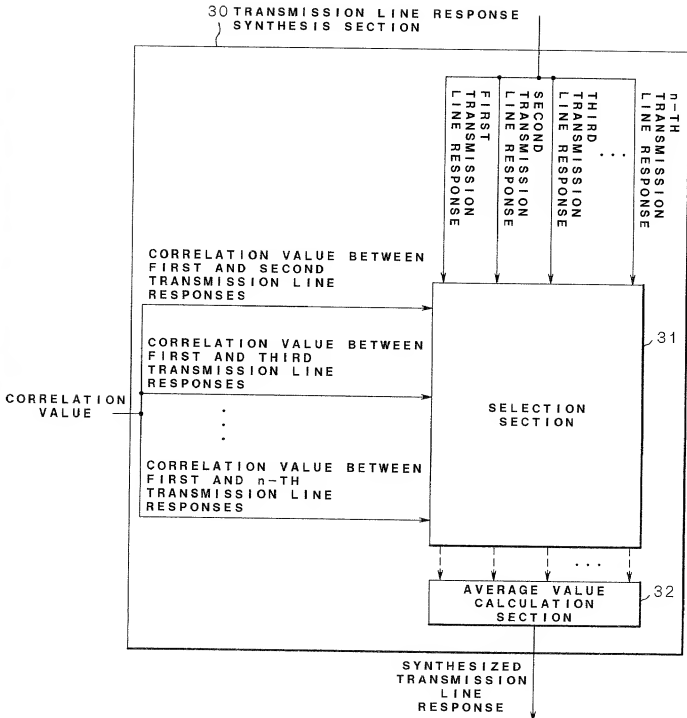 30 TRANSMISSION LINE RESPONSE
SYNTHESIS SECTION
FIRST
TRANSMISSION
LINE RESPONSE
SECOND
TRANSMISSION
LINE RESPONSE
THIRD
TRANSMISSION
LINE RESPONSE
...
n-TH
TRANSMISSION
LINE RESPONSE
CORRELATION VALUE BETWEEN
FIRST AND SECOND
TRANSMISSION LINE
RESPONSES
CORRELATION VALUE BETWEEN
FIRST AND THIRD
TRANSMISSION LINE
RESPONSES
CORRELATION
VALUE
CORRELATION VALUE BETWEEN
FIRST AND n-TH
TRANSMISSION LINE
RESPONSES
31
SELECTION
SECTION
...
32
AVERAGE VALUE
CALCULATION
SECTION
SYNTHESIZED
TRANSMISSION
LINE
RESPONSE